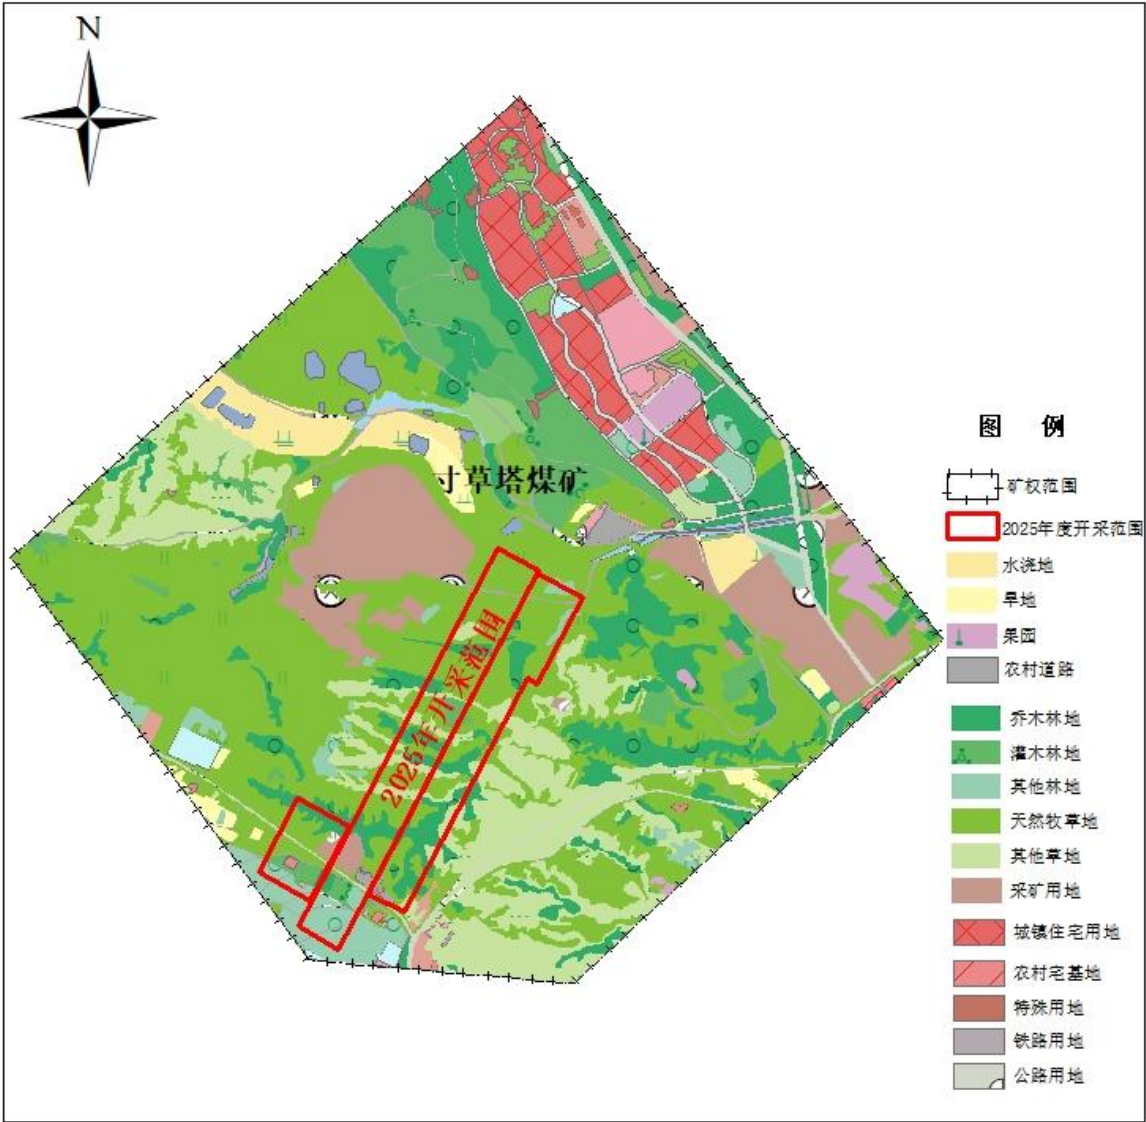 N
寸草塔煤矿
2025年开采范围
图 例
矿权范围
2025年度开采范围
水浇地
旱地
果园
农村道路
乔木林地
灌木林地
其他林地
天然牧草地
其他草地
采矿用地
城镇住宅用地
农村宅基地
特殊用地
铁路用地
公路用地